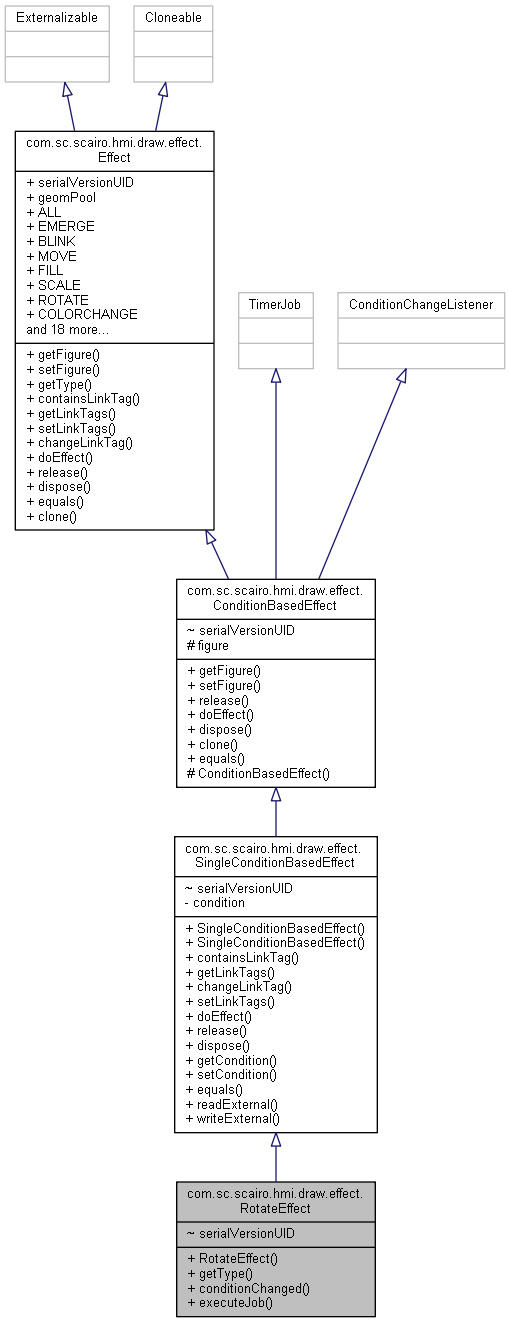 Externalizable
Cloneable
com.sc.scairo.hmi.draw.effect.
Effect
+ serialVersionUID
+ geomPool
+ ALL
+ EMERGE
+ BLINK
+ MOVE
+ FILL
+ SCALE
+ ROTATE
+ COLORCHANGE
and 18 more...
+ getFigure()
+ setFigure()
+ getType()
+ containsLinkTag()
+ getLinkTags()
+ setLinkTags()
+ changeLinkTag()
+ doEffect()
+ release()
+ dispose()
+ equals()
+ clone()
TimerJob
ConditionChangeListener
com.sc.scairo.hmi.draw.effect.
ConditionBasedEffect
~ serialVersionUID
# figure
+ getFigure()
+ setFigure()
+ release()
+ doEffect()
+ dispose()
+ clone()
+ equals()
# ConditionBasedEffect()
com.sc.scairo.hmi.draw.effect.
SingleConditionBasedEffect
~ serialVersionUID
- condition
+ SingleConditionBasedEffect()
+ SingleConditionBasedEffect()
+ containsLinkTag()
+ getLinkTags()
+ changeLinkTag()
+ setLinkTags()
+ doEffect()
+ release()
+ dispose()
+ getCondition()
+ setCondition()
+ equals()
+ readExternal()
+ writeExternal()
com.sc.scairo.hmi.draw.effect.
RotateEffect
~ serialVersionUID
+ RotateEffect()
+ getType()
+ conditionChanged()
+ executeJob()